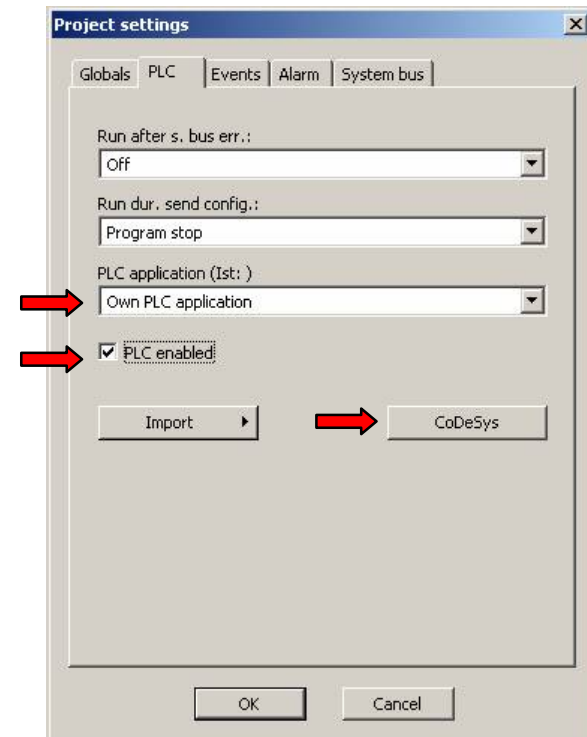 Project settings
Globals PLC Events Alarm System bus
Run after s. bus err.:
Off
Run dur. send config.:
Program stop
PLC application (Ist: )
Own PLC application
PLC enabled
Import CoDeSys
OK Cancel